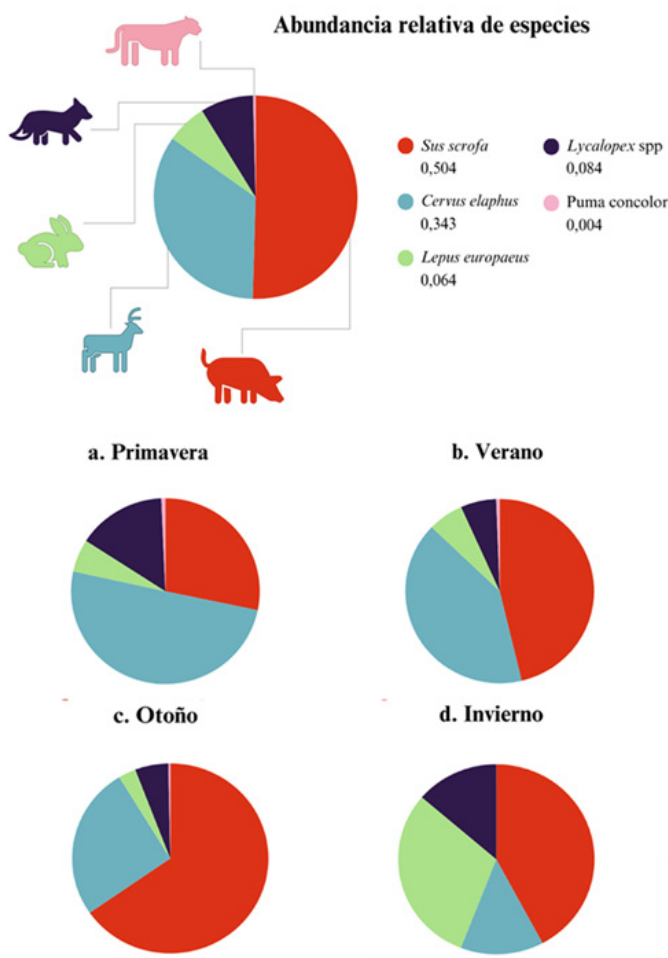 Abundancia relativa de especies
Sus scrofa
0,504
Lycalopex spp
0,084
Cervus elaphus
0,343
Puma concolor
0,004
Lepus europaeus
0,064
a. Primavera
b. Verano
c. Otoño
d. Invierno